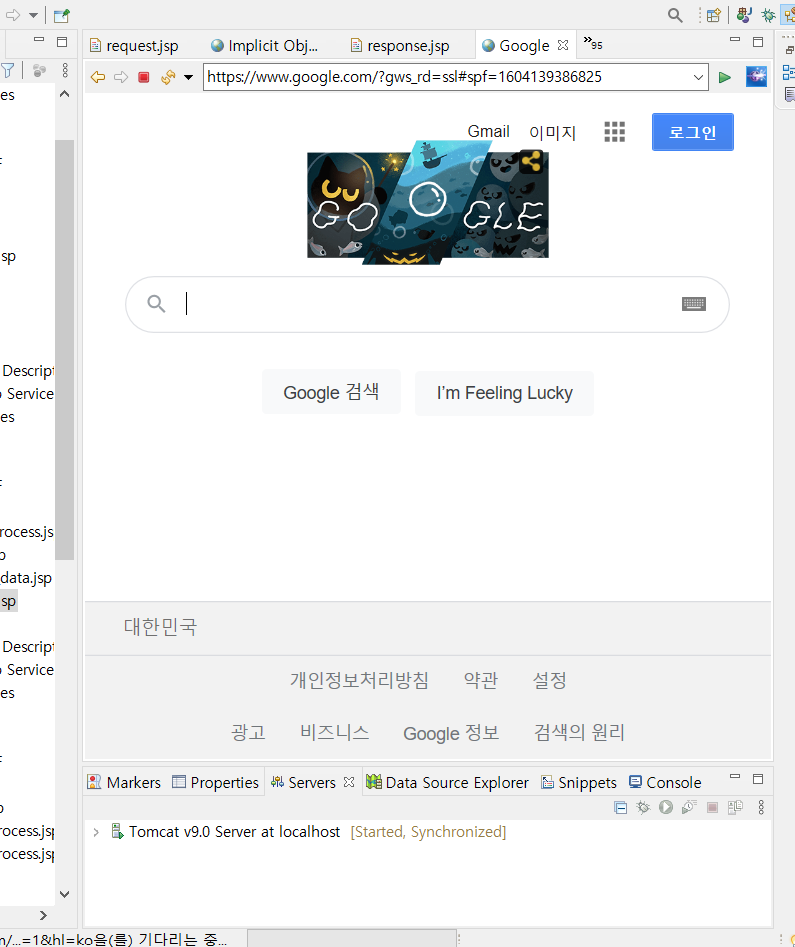 request.jsp
Implicit Obj...
response.jsp
Google
»95
https://www.google.com/?gws_rd=ssl#spf=1604139386825
es
Gmail 이미지 로그인
GOOGLE
sp
Google 검색 I'm Feeling Lucky
Descript
o Service
es
rocess.js
data.jsp
sp
Descript
o Service
es
rocess.jsp
rocess.jsp
대한민국
개인정보처리방침 약관 설정
광고 비즈니스 Google 정보 검색의 원리
Markers Properties Servers Data Source Explorer Snippets Console
Tomcat v9.0 Server at localhost [Started, Synchronized]
m/...=1&hl=ko을(를) 기다리는 중...